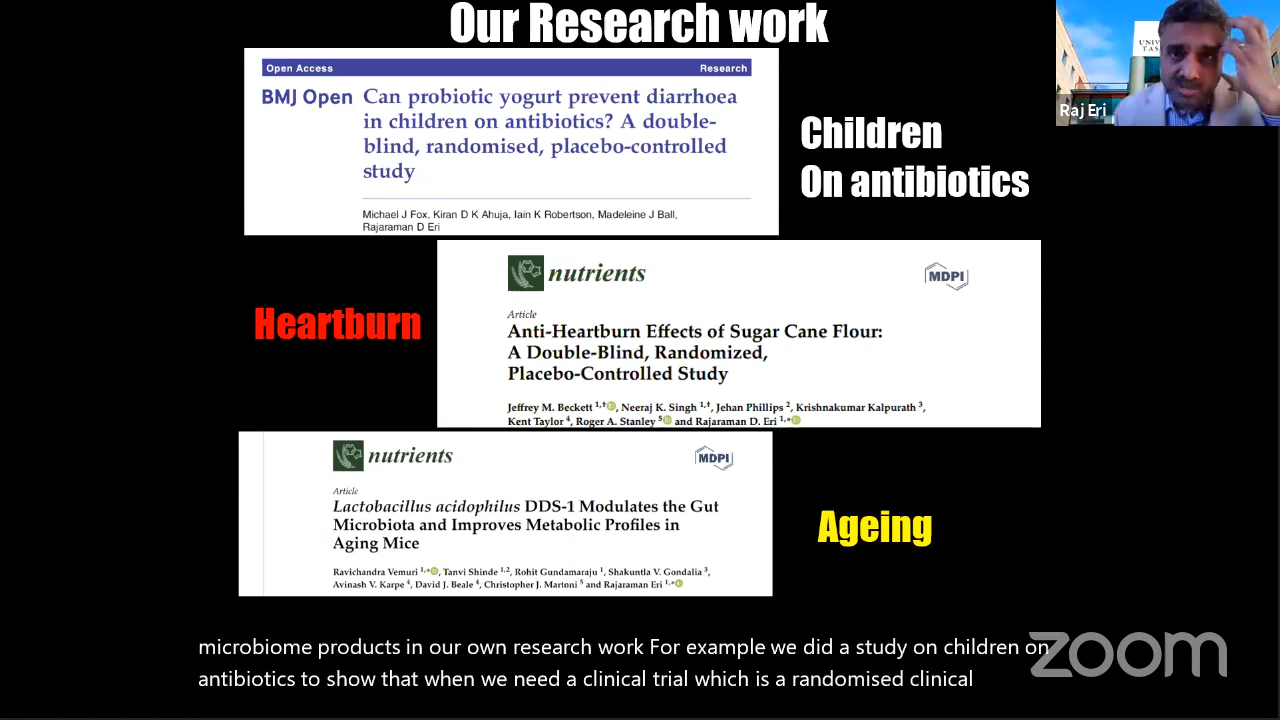 Our Research work
Open Access
Research
BMJ Open
Can probiotic yogurt prevent diarrhoea
in children on antibiotics? A double-
blind, randomised, placebo-controlled
study
Michael J Fox, Kiran D K Ahuja, Iain K Robertson, Madeleine J Ball,
Rajaraman D Eri
Children
On antibiotics
Raj Eri
Heartburn
nutrients
MDPI
Article
Anti-Heartburn Effects of Sugar Cane Flour:
A Double-Blind, Randomized,
Placebo-Controlled Study
Jeffrey M. Beckett 1,†, Neeraj K. Singh 1,†, Jehan Phillips 2, Krishnakumar Kalpurath 3,
Kent Taylor 4, Roger A. Stanley 5 and Rajaraman D. Eri 1,*
nutrients
MDPI
Article
Lactobacillus acidophilus DDS-1 Modulates the Gut
Microbiota and Improves Metabolic Profiles in
Aging Mice
Ravichandra Vemuri 1,*, Tanvi Shinde 1,2, Rohit Gundamaraju 1, Shakuntla V. Gondalia 3,
Avinash V. Karpe 4, David J. Beale 4, Christopher J. Martoni 5 and Rajaraman Eri 1,*
Ageing
microbiome products in our own research work For example we did a study on children on
antibiotics to show that when we need a clinical trial which is a randomised clinical
zoom